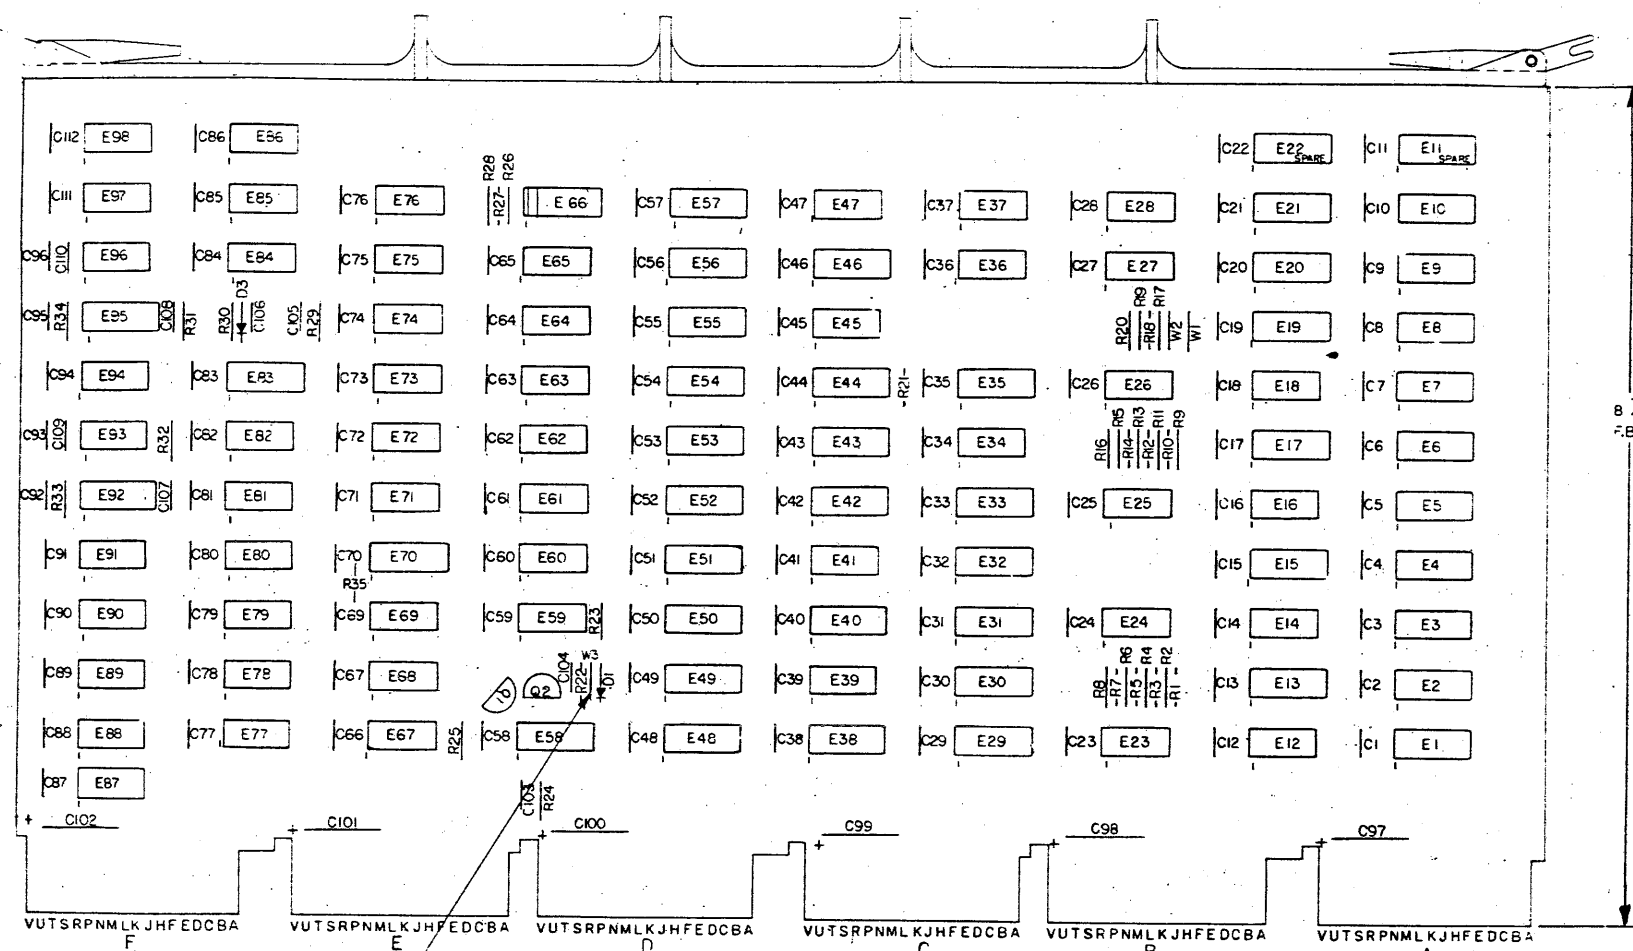 C112 E98 C86 E86 C22 E22 SPARE C11 E11 SPARE
R28 R26
C111 E97 C85 E85 C76 E76 -R27- E66 C57 E57 C47 E47 C37 E37 C28 E28 C21 E21 C10 E10
C96 C110 E96 C84 E84 C75 E75 C65 E65 C56 E56 C46 E46 C36 E36 C27 E27 C20 E20 C9 E9
D3 R19 R17
C95 R34 E95 C108 R31 R30 C106 C105 R29 C74 E74 C64 E64 C55 E55 C45 E45 R20 -R18- W2 W1 C19 E19 C8 E8
C94 E94 C83 E83 C73 E73 C63 E63 C54 E54 C44 E44 -R21- C35 E35 C26 E26 C18 E18 C7 E7
R15 R13 R11 R9
C93 C109 E93 R32 C82 E82 C72 E72 C62 E62 C53 E53 C43 E43 C34 E34 R16 -R14- -R12- -R10- C17 E17 C6 E6
C92 R33 E92 C107 C81 E81 C71 E71 C61 E61 C52 E52 C42 E42 C33 E33 C25 E25 C16 E16 C5 E5
C91 E91 C80 E80 C70 E70 C60 E60 C51 E51 C41 E41 C32 E32 C15 E15 C4 E4
R35
C90 E90 C79 E79 C69 E69 C59 E59 R23 C50 E50 C40 E40 C31 E31 C24 E24 C14 E14 C3 E3
C104 W3 R6 R4 R2
C89 E89 C78 E78 C67 E68 Q1 Q2 R22 D1 C49 E49 C39 E39 C30 E30 R8 -R7- -R5- -R3- -R1- C13 E13 C2 E2
C88 E88 C77 E77 C66 E67 R25 C58 E58 C48 E48 C38 E38 C29 E29 C23 E23 C12 E12 C1 E1
C87 E87 C103 R24
+ C102 + C101 + C100 + C99 + C98 + C97
VUTSRPNMLKJHFEDCBA VUTSRPNMLKJHFEDCBA VUTSRPNMLKJHFEDCBA VUTSRPNMLKJHFEDCBA VUTSRPNMLKJHFEDCBA VUTSRPNMLKJHFEDCBA
F E D C B A